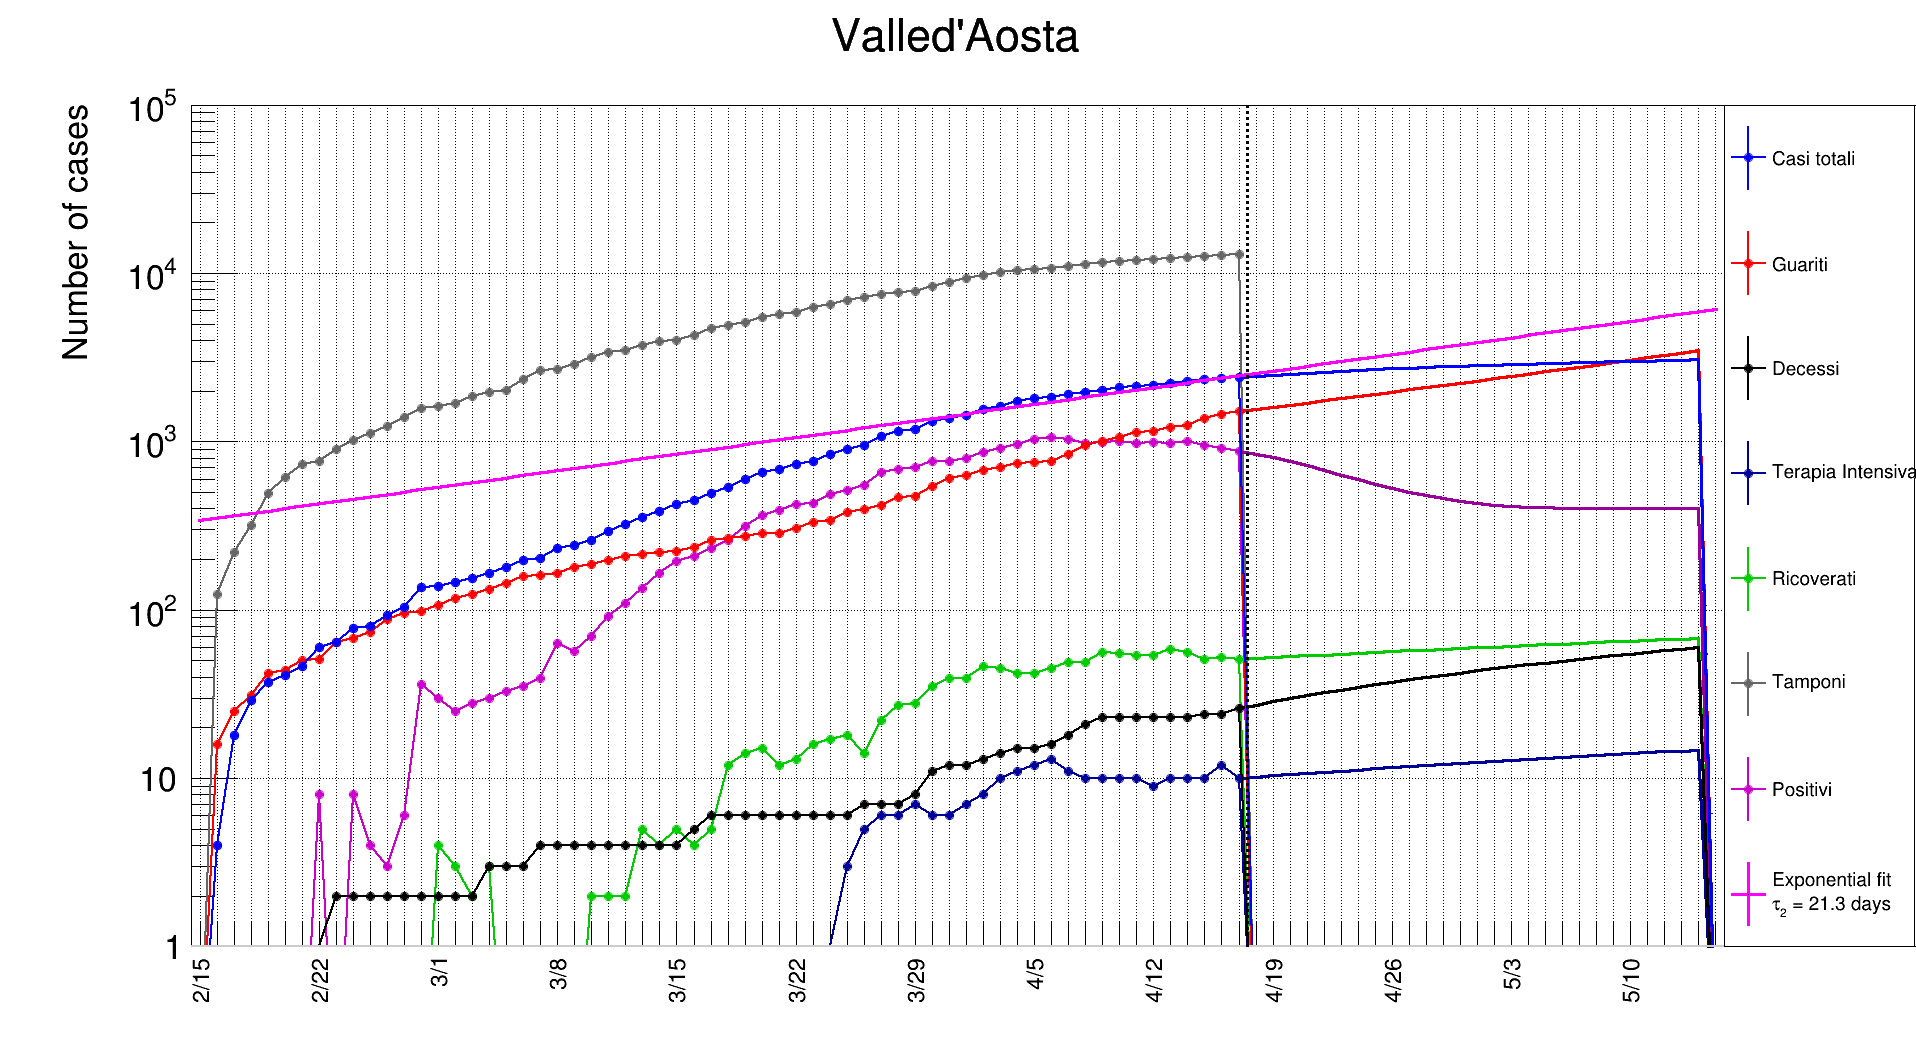 Valled'Aosta
Number of cases
10^5
10^4
10^3
10^2
10
1
2/15
2/22
3/1
3/8
3/15
3/22
3/29
4/5
4/12
4/19
4/26
5/3
5/10
Casi totali
Guariti
Decessi
Terapia Intensiva
Ricoverati
Tamponi
Positivi
Exponential fit
τ_2 = 21.3 days